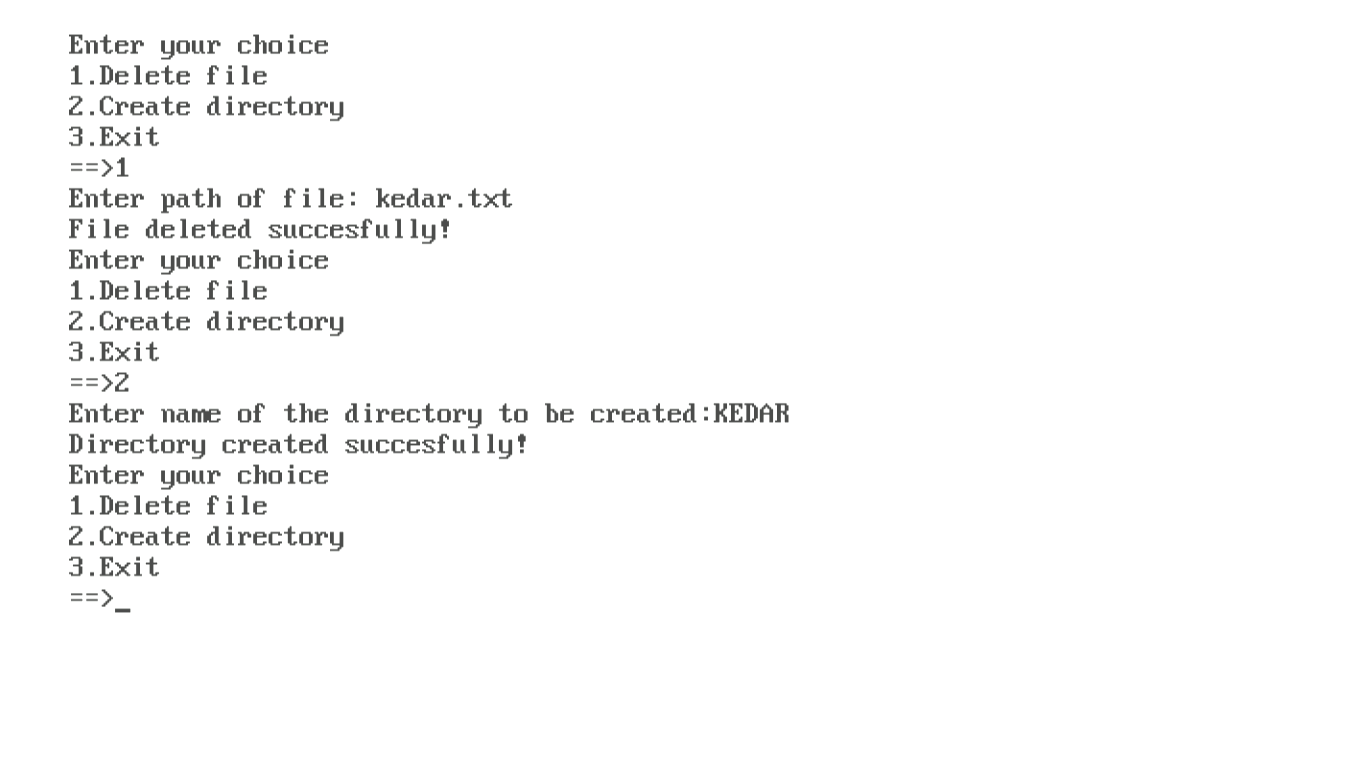 Enter your choice
1.Delete file
2.Create directory
3.Exit
==>1
Enter path of file: kedar.txt
File deleted succesfully!
Enter your choice
1.Delete file
2.Create directory
3.Exit
==>2
Enter name of the directory to be created:KEDAR
Directory created succesfully!
Enter your choice
1.Delete file
2.Create directory
3.Exit
==>_